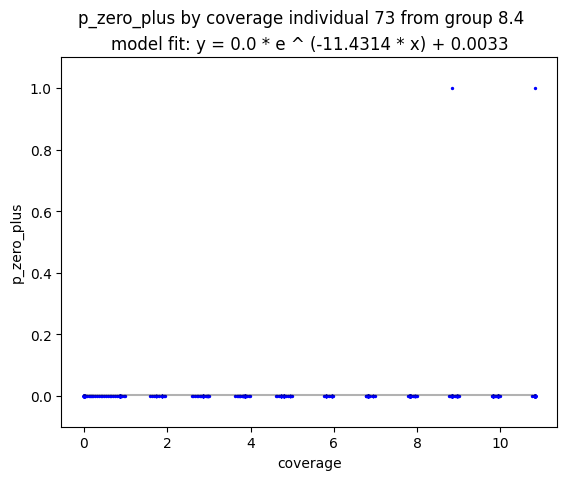 p_zero_plus by coverage individual 73 from group 8.4
model fit: y = 0.0 * e ^ (-11.4314 * x) + 0.0033
1.0
0.8
0.6
0.4
0.2
0.0
p_zero_plus
0 2 4 6 8 10
coverage